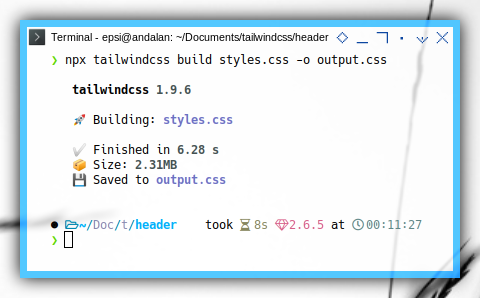 Terminal - epsi@andalan: ~/Documents/tailwindcss/header
❯ npx tailwindcss build styles.css -o output.css
tailwindcss 1.9.6
🚀 Building: styles.css
✔️ Finished in 6.28 s
📦 Size: 2.31MB
💾 Saved to output.css
● ~/Doc/t/header took ⌛8s 2.6.5 at 00:11:27
❯